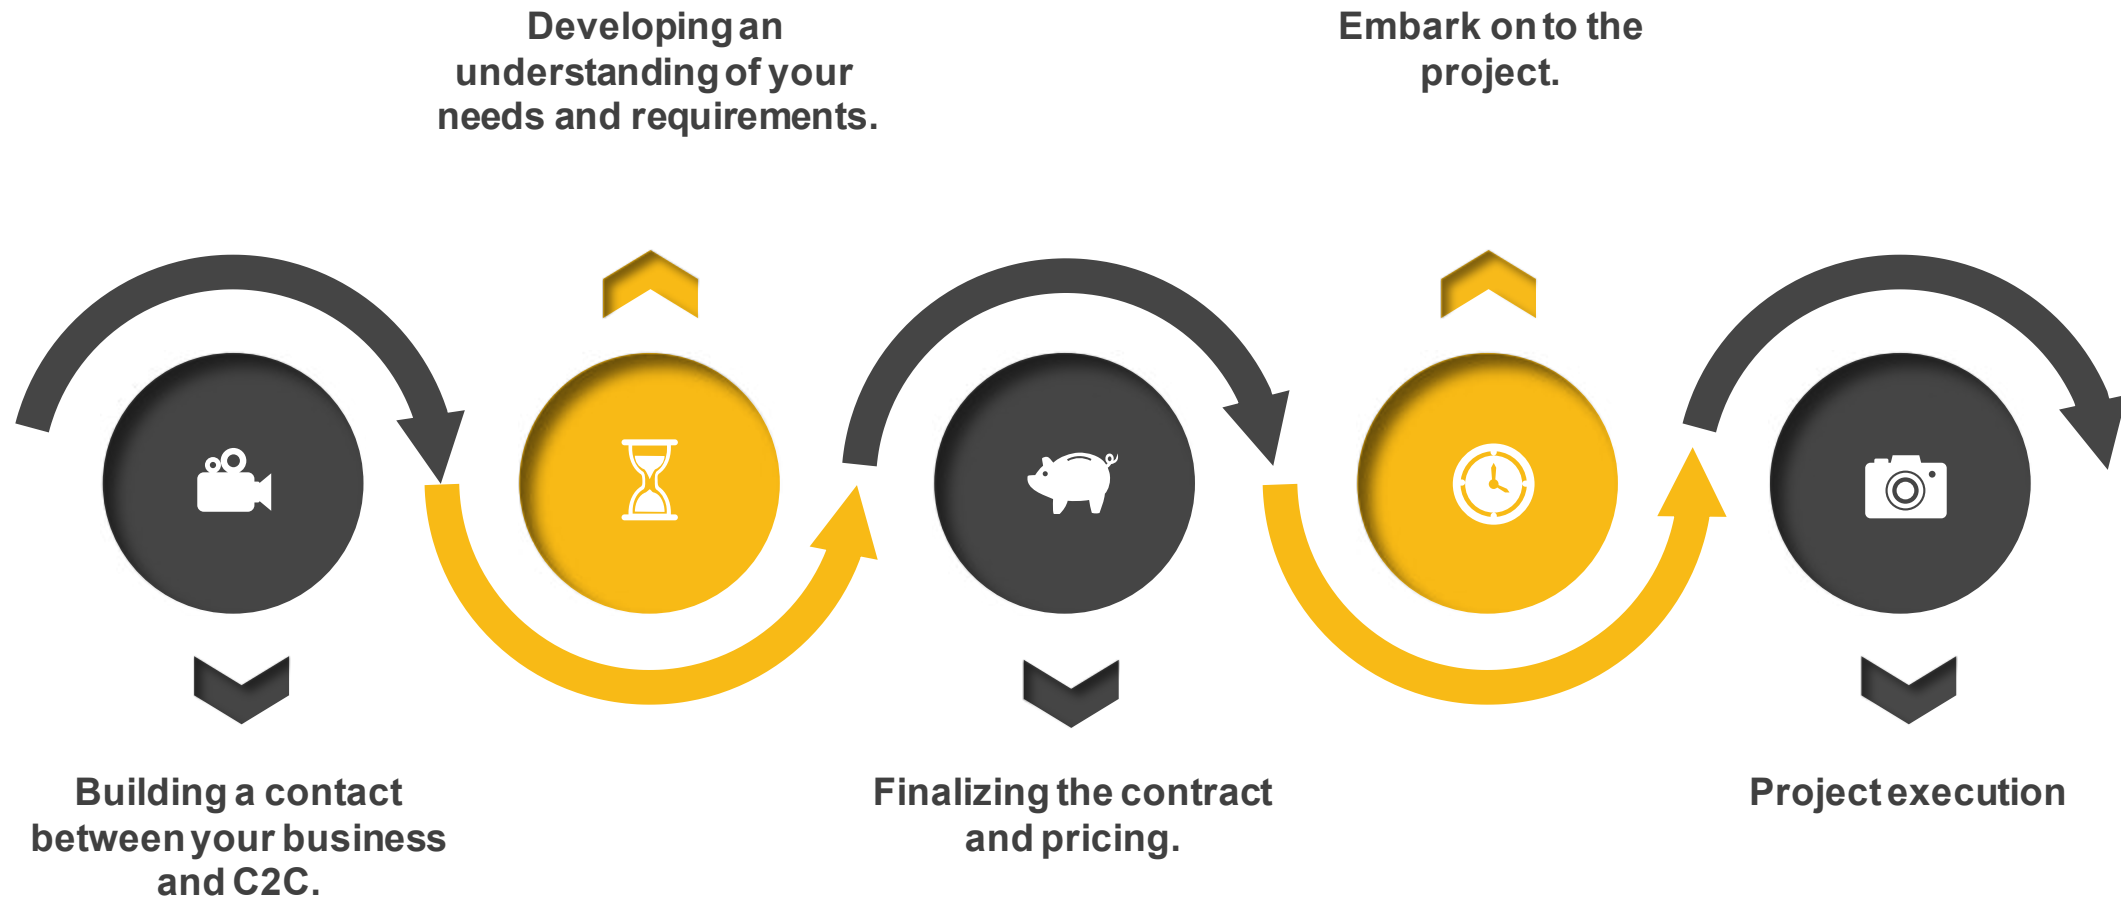 Developing an
understanding of your
needs and requirements.
Embark on to the
project.
Building a contact
between your business
and C2C.
Finalizing the contract
and pricing.
Project execution